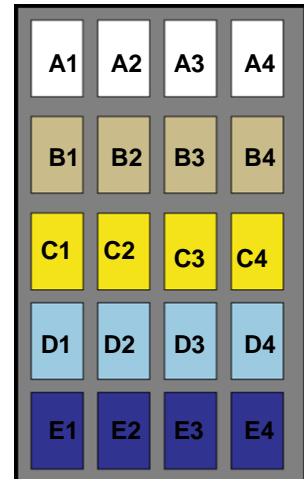 A1 A2 A3 A4
B1 B2 B3 B4
C1 C2 C3 C4
D1 D2 D3 D4
E1 E2 E3 E4